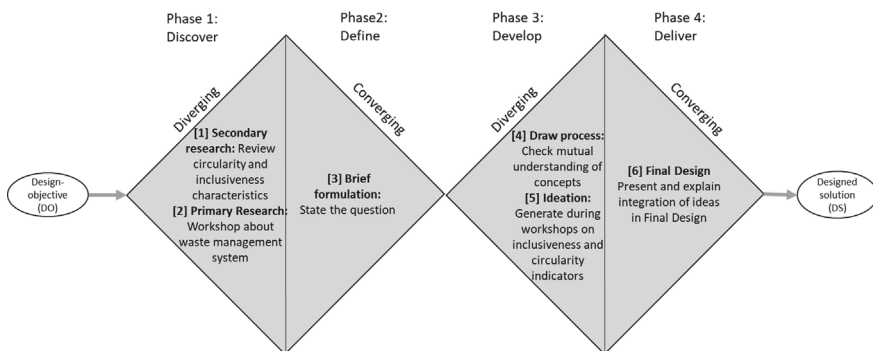 Phase 1:
Discover
Phase2:
Define
Phase 3:
Develop
Phase 4:
Deliver
Diverging
Converging
Diverging
Converging
Design-
objective
(DO)
[1] Secondary
research: Review
circularity and
inclusiveness
characteristics
[2] Primary Research:
Workshop about
waste management
system
[3] Brief
formulation:
State the question
[4] Draw process:
Check mutual
understanding of
concepts
[5] Ideation:
Generate during
workshops on
inclusiveness and
circularity
indicators
[6] Final Design
Present and explain
integration of ideas
in Final Design
Designed
solution
(DS)